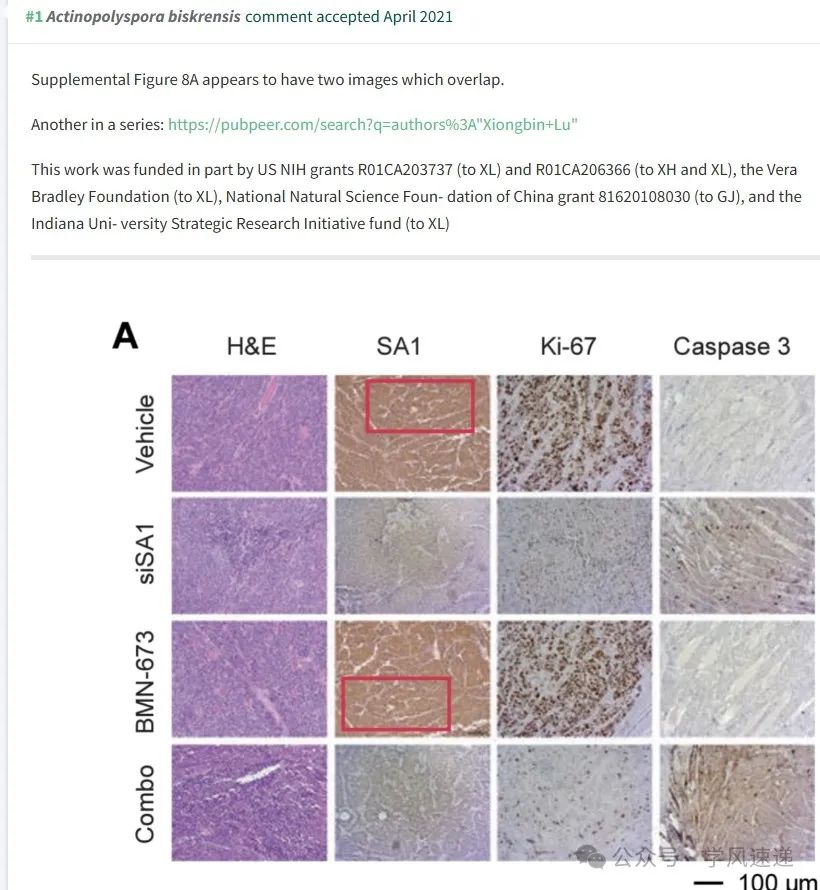 #1 Actinopolyspora biskrensis comment accepted April 2021
Supplemental Figure 8A appears to have two images which overlap.
Another in a series: https://pubpeer.com/search?q=authors%3A"Xiongbin+Lu"
This work was funded in part by US NIH grants R01CA203737 (to XL) and R01CA206366 (to XH and XL), the Vera
Bradley Foundation (to XL), National Natural Science Foun- dation of China grant 81620108030 (to GJ), and the
Indiana Uni- versity Strategic Research Initiative fund (to XL)
A
H&E SA1 Ki-67 Caspase 3
Vehicle
siSA1
BMN-673
Combo
公众号 学风速递
100 µm